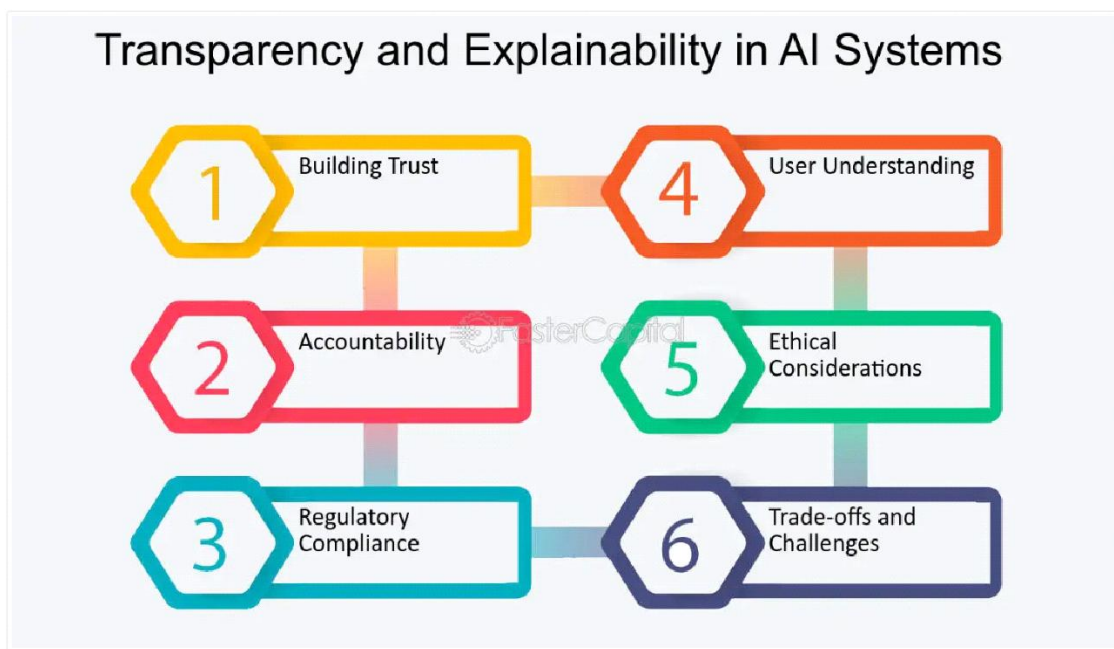 Transparency and Explainability in AI Systems
1
Building Trust
2
Accountability
3
Regulatory
Compliance
4
User Understanding
5
Ethical
Considerations
6
Trade-offs and
Challenges
FasterCapital